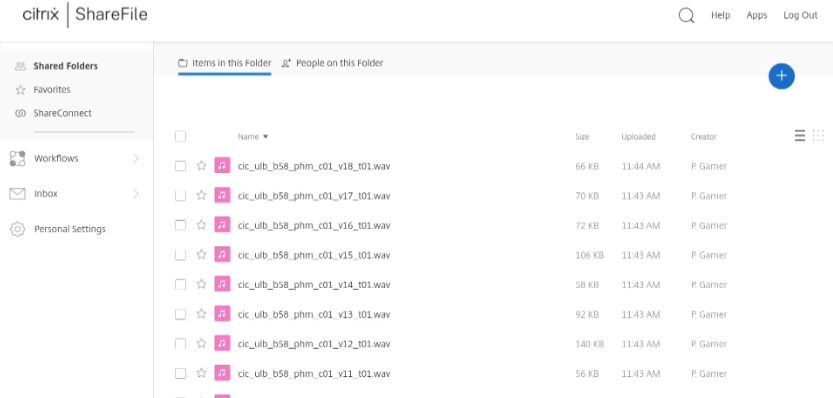 citrix | ShareFile
Help Apps Log Out
Shared Folders
Favorites
ShareConnect
Workflows
Inbox
Personal Settings
Items in this Folder People on this Folder
Name Size Uploaded Creator
cic_ulb_b58_phm_c01_v18_t01.wav 66 KB 11:44 AM P. Garner
cic_ulb_b58_phm_c01_v17_t01.wav 70 KB 11:43 AM P. Garner
cic_ulb_b58_phm_c01_v16_t01.wav 72 KB 11:43 AM P. Garner
cic_ulb_b58_phm_c01_v15_t01.wav 106 KB 11:43 AM P. Garner
cic_ulb_b58_phm_c01_v14_t01.wav 58 KB 11:43 AM P. Garner
cic_ulb_b58_phm_c01_v13_t01.wav 92 KB 11:43 AM P. Garner
cic_ulb_b58_phm_c01_v12_t01.wav 140 KB 11:43 AM P. Garner
cic_ulb_b58_phm_c01_v11_t01.wav 56 KB 11:43 AM P. Garner